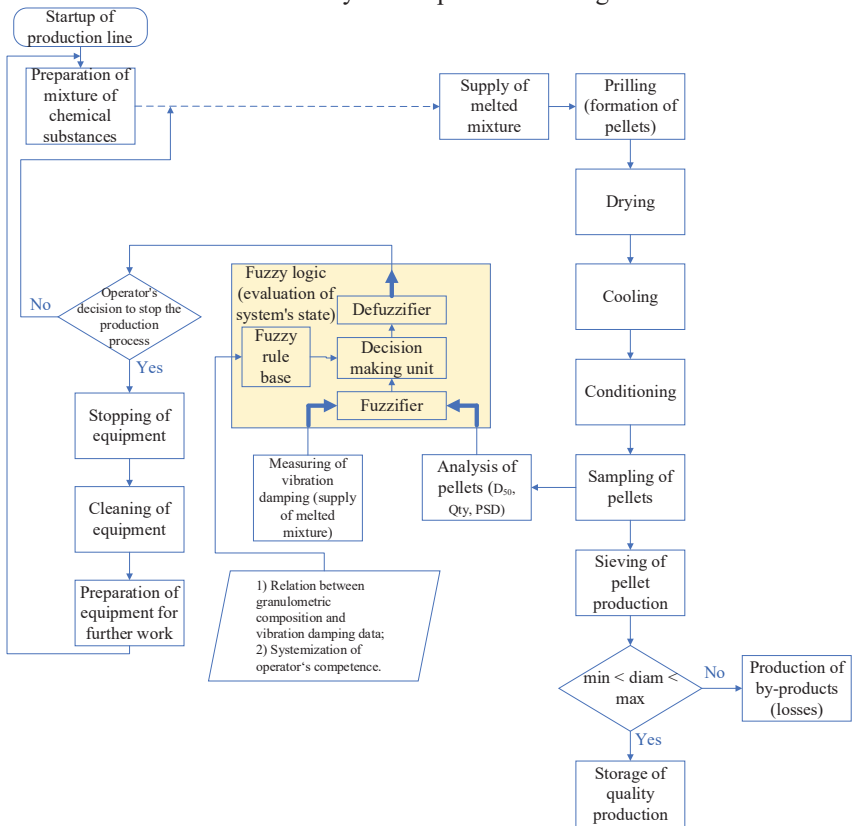 Startup of
production line
Preparation of
mixture of
chemical
substances
Supply of
melted
mixture
Prilling
(formation of
pellets)
Drying
Cooling
Conditioning
Sampling of
pellets
Sieving of
pellet
production
min < diam <
max
No
Production of
by-products
(losses)
Yes
Storage of
quality
production
Analysis of
pellets (D₅₀,
Qty, PSD)
Measuring of
vibration
damping (supply
of melted
mixture)
Fuzzy logic
(evaluation of
system's state)
Defuzzifier
Fuzzy
rule
base
Decision
making unit
Fuzzifier
1) Relation between
granulometric
composition and
vibration damping data;
2) Systemization of
operator‘s competence.
Operator's
decision to stop the
production
process
No
Yes
Stopping of
equipment
Cleaning of
equipment
Preparation of
equipment for
further work